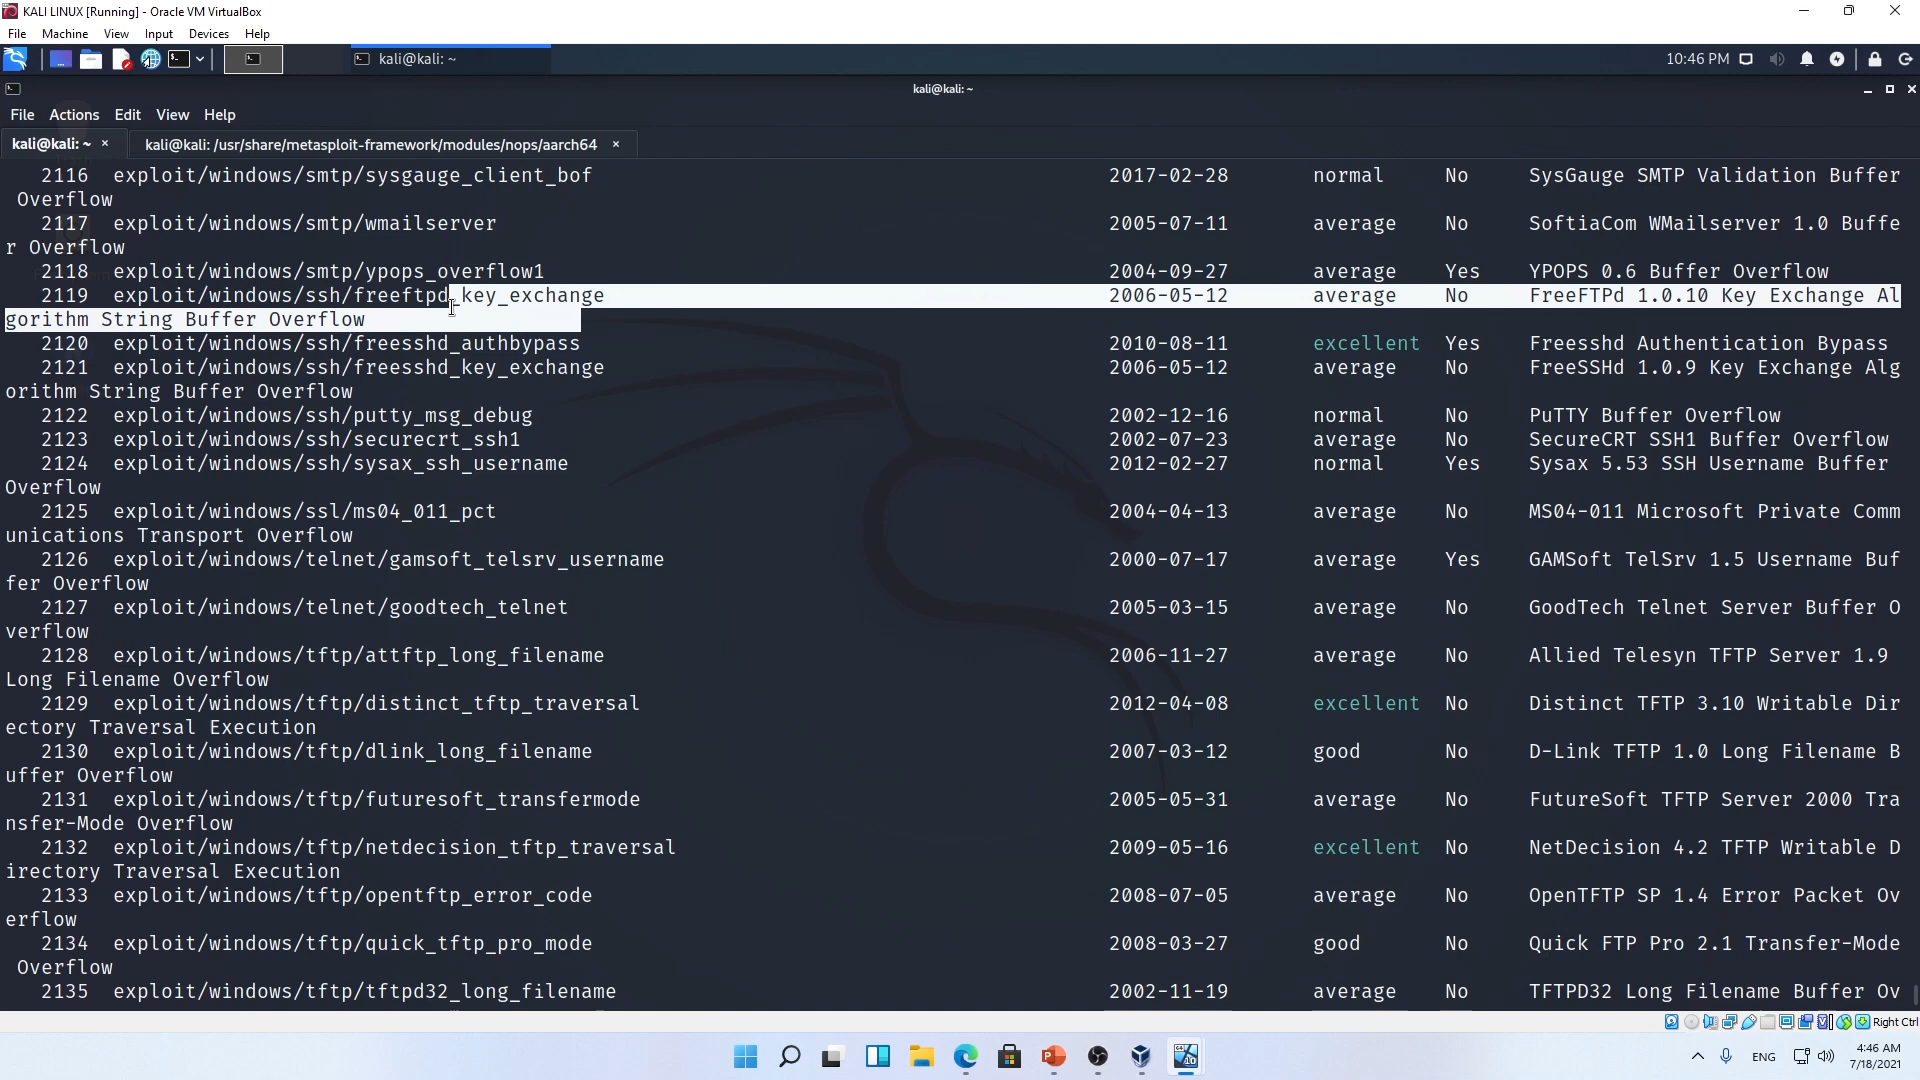 KALI LINUX [Running] - Oracle VM VirtualBox
File Machine View Input Devices Help
kali@kali: ~
10:46 PM
kali@kali: ~
File Actions Edit View Help
kali@kali: ~ × kali@kali: /usr/share/metasploit-framework/modules/nops/aarch64 ×
2116 exploit/windows/smtp/sysgauge_client_bof 2017-02-28 normal No SysGauge SMTP Validation Buffer
Overflow
2117 exploit/windows/smtp/wmailserver 2005-07-11 average No SoftiaCom WMailserver 1.0 Buffe
r Overflow
2118 exploit/windows/smtp/ypops_overflow1 2004-09-27 average Yes YPOPS 0.6 Buffer Overflow
2119 exploit/windows/ssh/freeftpd_key_exchange 2006-05-12 average No FreeFTPd 1.0.10 Key Exchange Al
gorithm String Buffer Overflow
2120 exploit/windows/ssh/freesshd_authbypass 2010-08-11 excellent Yes Freesshd Authentication Bypass
2121 exploit/windows/ssh/freesshd_key_exchange 2006-05-12 average No FreeSSHd 1.0.9 Key Exchange Alg
orithm String Buffer Overflow
2122 exploit/windows/ssh/putty_msg_debug 2002-12-16 normal No PuTTY Buffer Overflow
2123 exploit/windows/ssh/securecrt_ssh1 2002-07-23 average No SecureCRT SSH1 Buffer Overflow
2124 exploit/windows/ssh/sysax_ssh_username 2012-02-27 normal Yes Sysax 5.53 SSH Username Buffer
Overflow
2125 exploit/windows/ssl/ms04_011_pct 2004-04-13 average No MS04-011 Microsoft Private Comm
unications Transport Overflow
2126 exploit/windows/telnet/gamsoft_telsrv_username 2000-07-17 average Yes GAMSoft TelSrv 1.5 Username Buf
fer Overflow
2127 exploit/windows/telnet/goodtech_telnet 2005-03-15 average No GoodTech Telnet Server Buffer O
verflow
2128 exploit/windows/tftp/attftp_long_filename 2006-11-27 average No Allied Telesyn TFTP Server 1.9
Long Filename Overflow
2129 exploit/windows/tftp/distinct_tftp_traversal 2012-04-08 excellent No Distinct TFTP 3.10 Writable Dir
ectory Traversal Execution
2130 exploit/windows/tftp/dlink_long_filename 2007-03-12 good No D-Link TFTP 1.0 Long Filename B
uffer Overflow
2131 exploit/windows/tftp/futuresoft_transfermode 2005-05-31 average No FutureSoft TFTP Server 2000 Tra
nsfer-Mode Overflow
2132 exploit/windows/tftp/netdecision_tftp_traversal 2009-05-16 excellent No NetDecision 4.2 TFTP Writable D
irectory Traversal Execution
2133 exploit/windows/tftp/opentftp_error_code 2008-07-05 average No OpenTFTP SP 1.4 Error Packet Ov
erflow
2134 exploit/windows/tftp/quick_tftp_pro_mode 2008-03-27 good No Quick FTP Pro 2.1 Transfer-Mode
Overflow
2135 exploit/windows/tftp/tftpd32_long_filename 2002-11-19 average No TFTPD32 Long Filename Buffer Ov
Right Ctrl
ENG
4:46 AM
7/18/2021